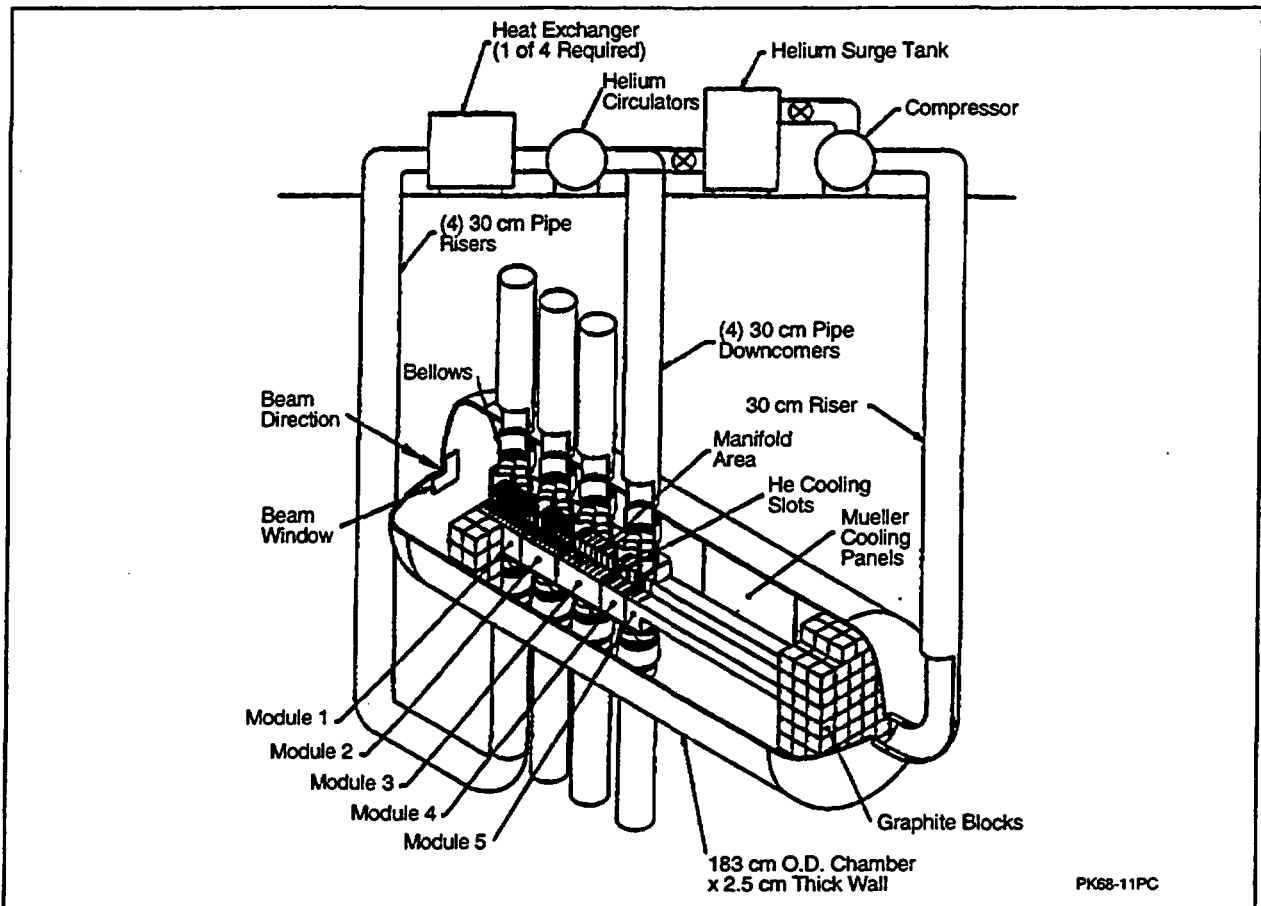 Heat Exchanger
(1 of 4 Required)
Helium Surge Tank
Helium
Circulators
Compressor
(4) 30 cm Pipe
Risers
(4) 30 cm Pipe
Downcomers
Bellows
Beam
Direction
30 cm Riser
Manifold
Area
He Cooling
Slots
Mueller
Cooling
Panels
Beam
Window
Module 1
Module 2
Module 3
Module 4
Module 5
Graphite Blocks
183 cm O.D. Chamber
x 2.5 cm Thick Wall
PK68-11PC